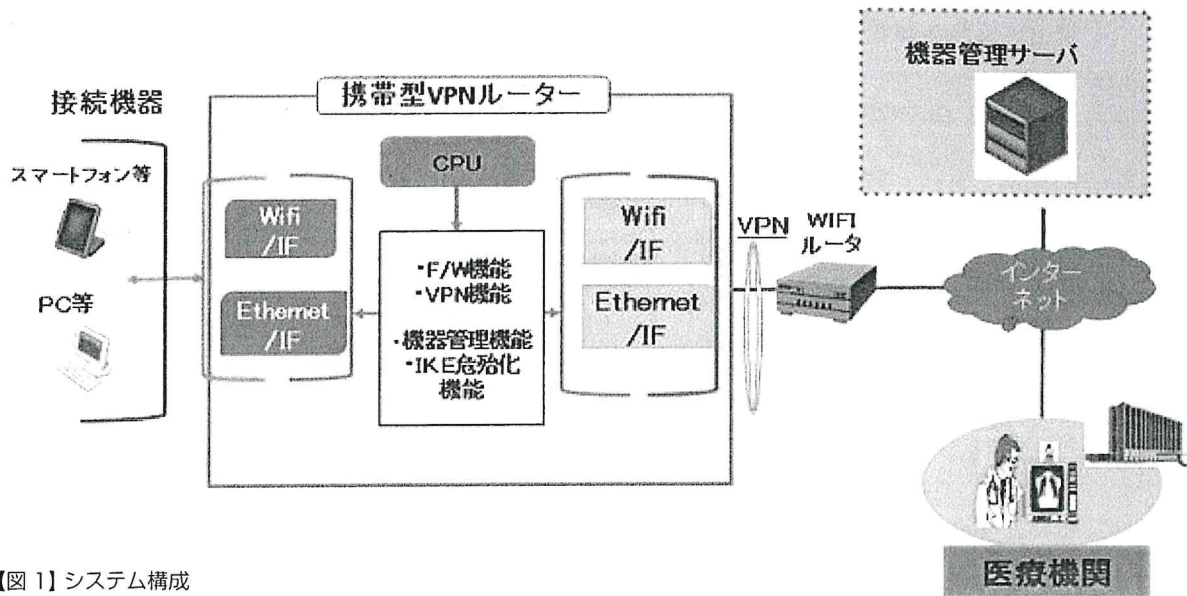 機器管理サーバ
接続機器
携帯型VPNルーター
スマートフォン等
PC等
CPU
Wifi
/IF
Ethernet
/IF
・F/W機能
・VPN機能
・機器管理機能
・IKE危殆化
機能
Wifi
/IF
Ethernet
/IF
VPN
WIFI
ルータ
インター
ネット
医療機関
【図 1】システム構成